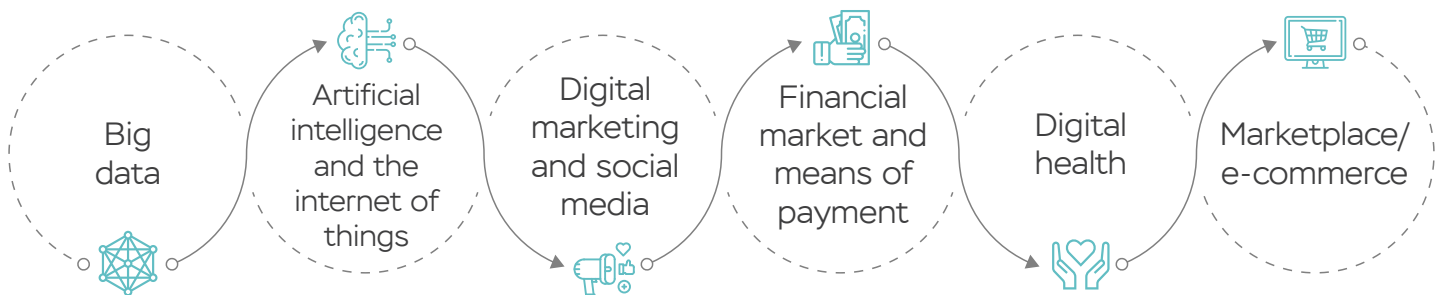 Big
data
Artificial
intelligence
and the
internet of
things
Digital
marketing
and social
media
Financial
market and
means of
payment
Digital
health
Marketplace/
e-commerce